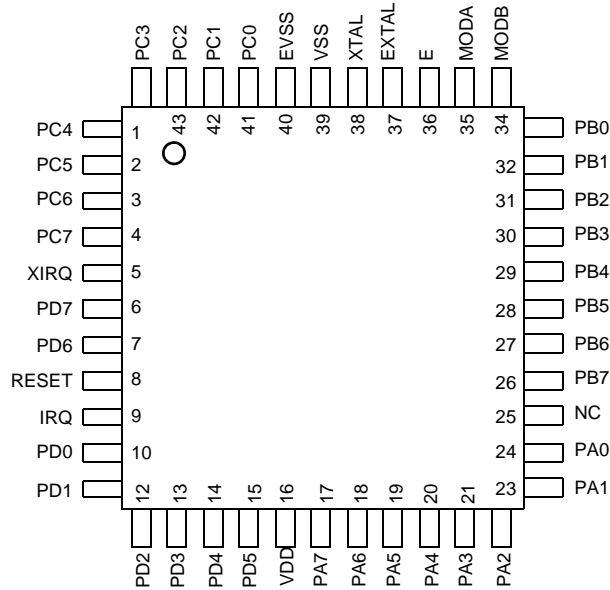 PC3 PC2 PC1 PC0 EVSS VSS XTAL EXTAL E MODA MODB
43 42 41 40 39 38 37 36 35 34
PC4 1 PB0
PC5 2 32 PB1
PC6 3 31 PB2
PC7 4 30 PB3
XIRQ 5 29 PB4
PD7 6 28 PB5
PD6 7 27 PB6
RESET 8 26 PB7
IRQ 9 25 NC
PD0 10 24 PA0
PD1 23 PA1
12 13 14 15 16 17 18 19 20 21
PD2 PD3 PD4 PD5 VDD PA7 PA6 PA5 PA4 PA3 PA2